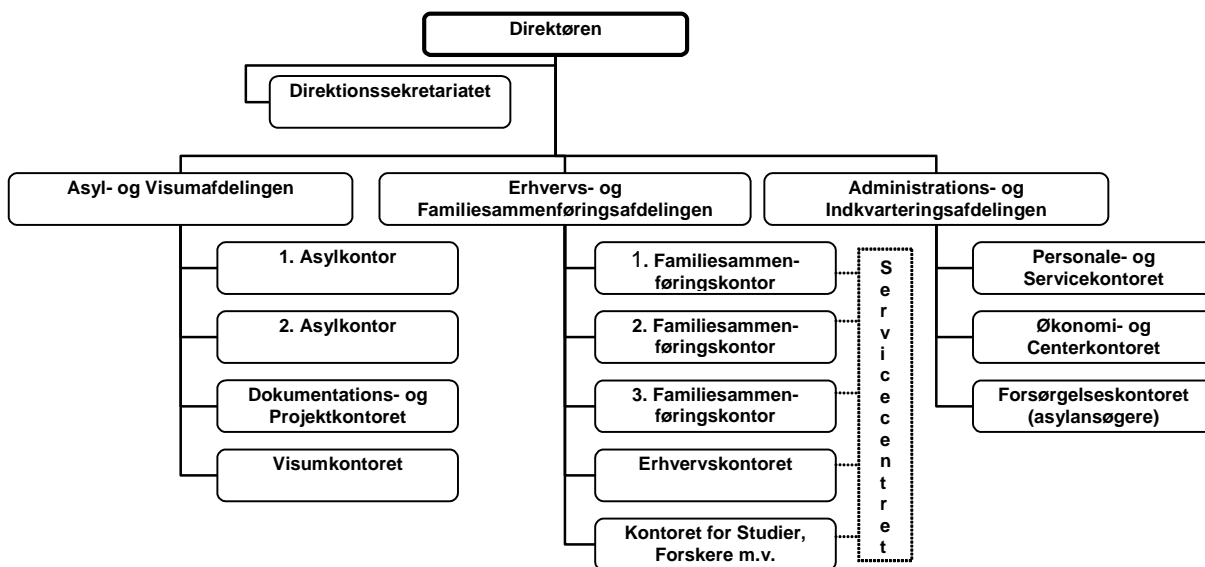 Direktøren
Direktionssekretariatet
Asyl- og Visumafdelingen
1. Asylkontor
2. Asylkontor
Dokumentations- og
Projektkontoret
Visumkontoret
Erhvervs- og
Familiesammenføringsafdelingen
1. Familiesammen-
føringskontor
2. Familiesammen-
føringskontor
3. Familiesammen-
føringskontor
Erhvervskontoret
Kontoret for Studier,
Forskere m.v.
Servicecentret
Administrations- og
Indkvarteringsafdelingen
Personale- og
Servicekontoret
Økonomi- og
Centerkontoret
Forsørgelseskontoret
(asylansøgere)